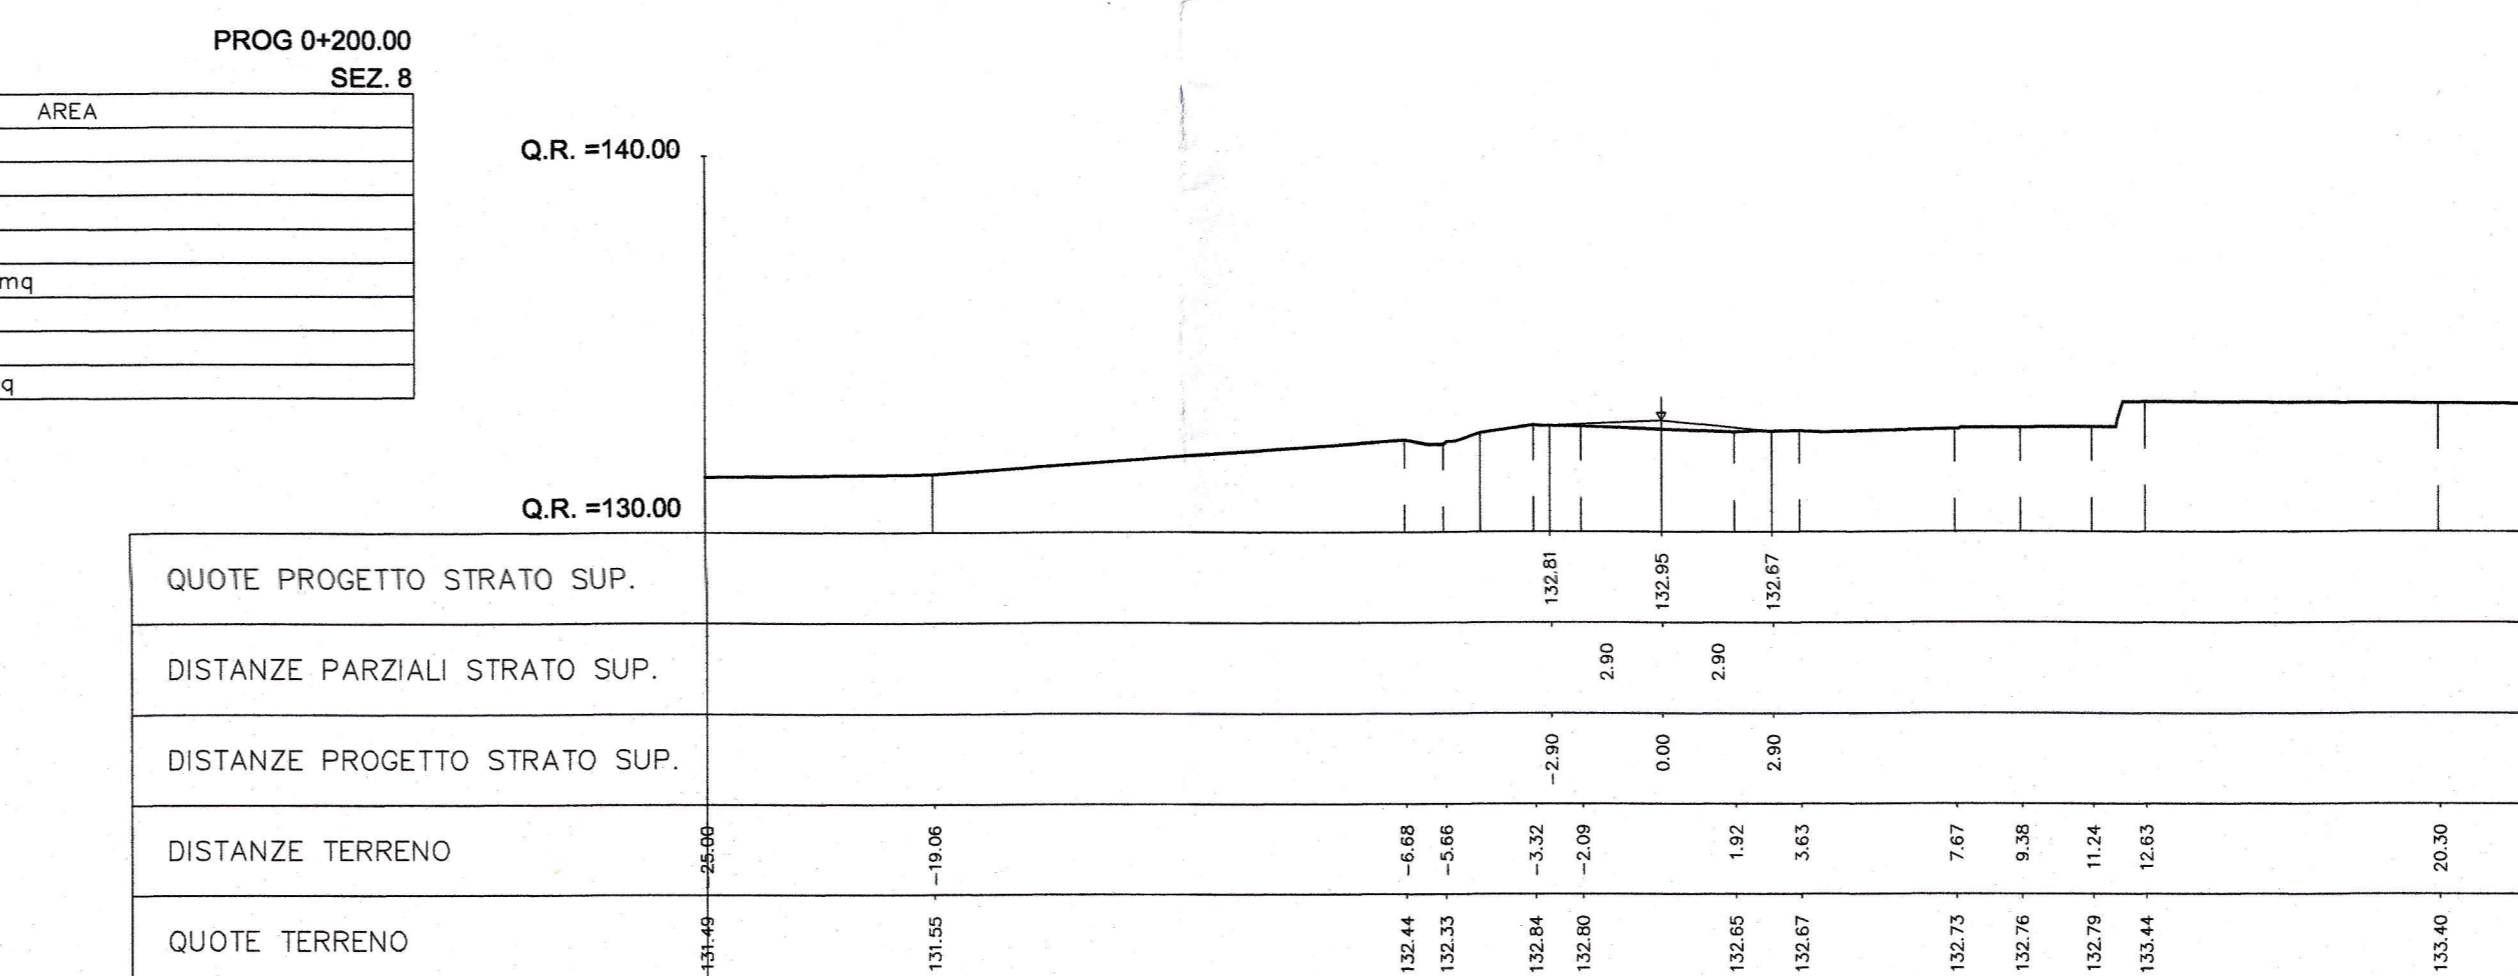 PROG 0+200.00
SEZ. 8
AREA
mq
q
Q.R. =140.00
Q.R. =130.00
QUOTE PROGETTO STRATO SUP. 132.81 132.95 132.67
DISTANZE PARZIALI STRATO SUP. 2.90 2.90
DISTANZE PROGETTO STRATO SUP. -2.90 0.00 2.90
DISTANZE TERRENO -25.00 -19.06 -6.68 -5.66 -3.32 -2.09 1.92 3.63 7.67 9.38 11.24 12.63 20.30
QUOTE TERRENO 131.49 131.55 132.44 132.33 132.84 132.80 132.65 132.67 132.73 132.76 132.79 133.44 133.40